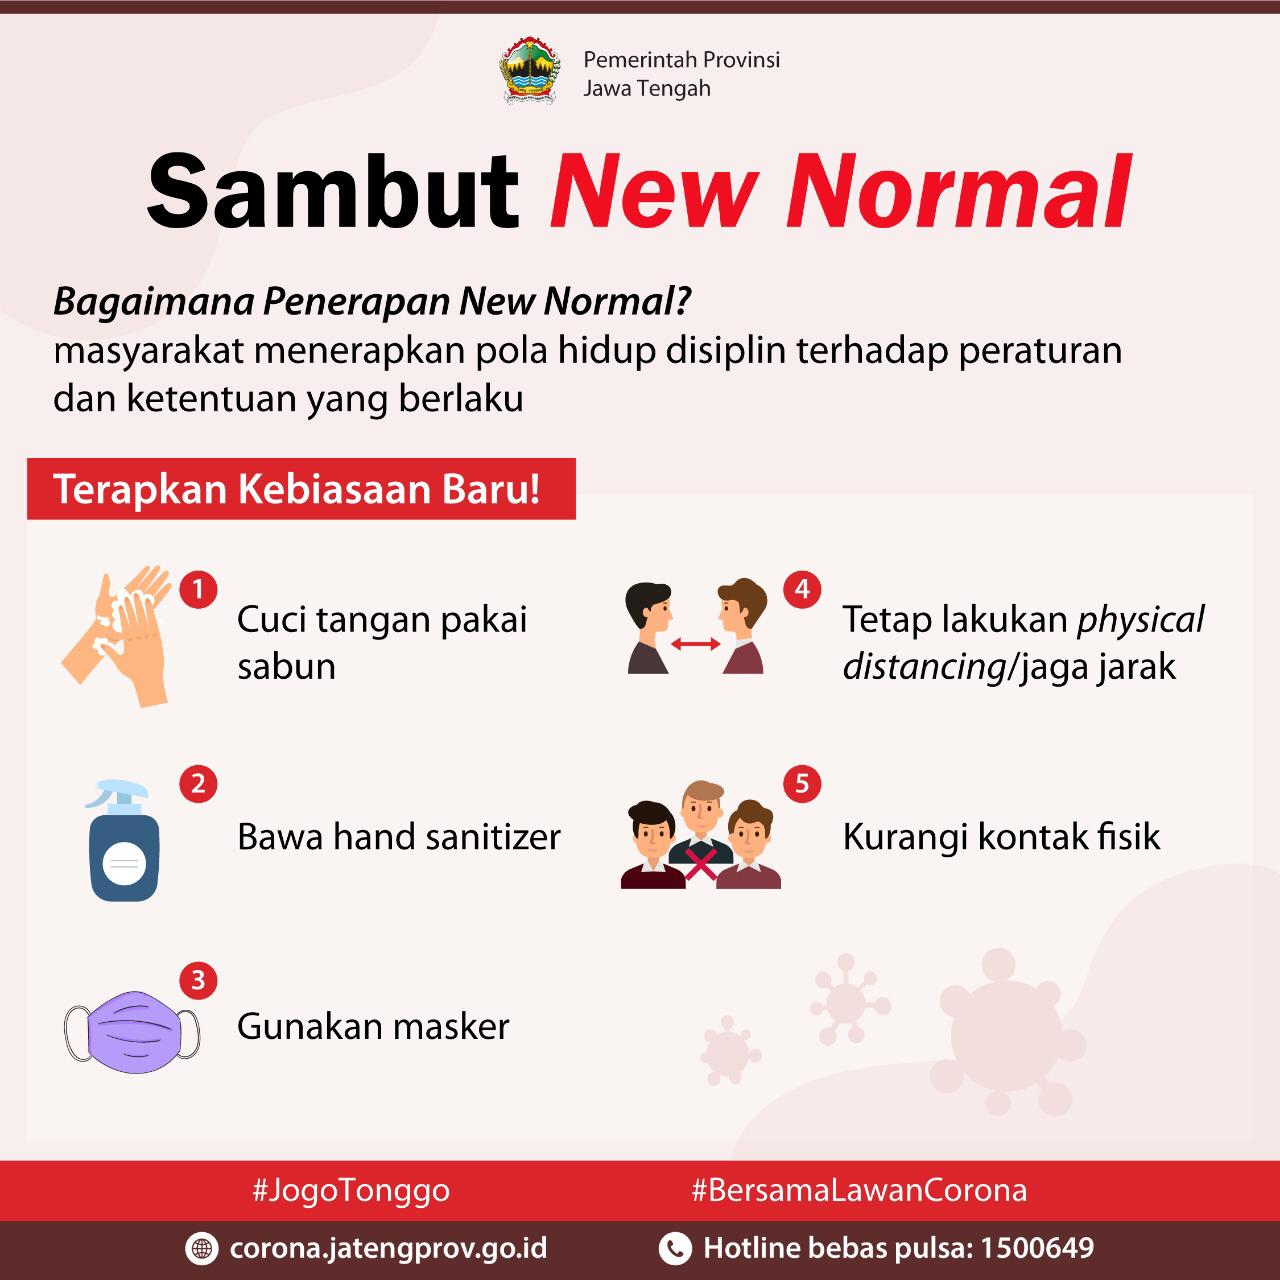 Pemerintah Provinsi
Jawa Tengah
Sambut New Normal
Bagaimana Penerapan New Normal?
masyarakat menerapkan pola hidup disiplin terhadap peraturan
dan ketentuan yang berlaku
Terapkan Kebiasaan Baru!
1
Cuci tangan pakai
sabun
2
Bawa hand sanitizer
3
Gunakan masker
4
Tetap lakukan physical
distancing/jaga jarak
5
Kurangi kontak fisik
#JogoTonggo
#BersamaLawanCorona
corona.jatengprov.go.id
Hotline bebas pulsa: 1500649